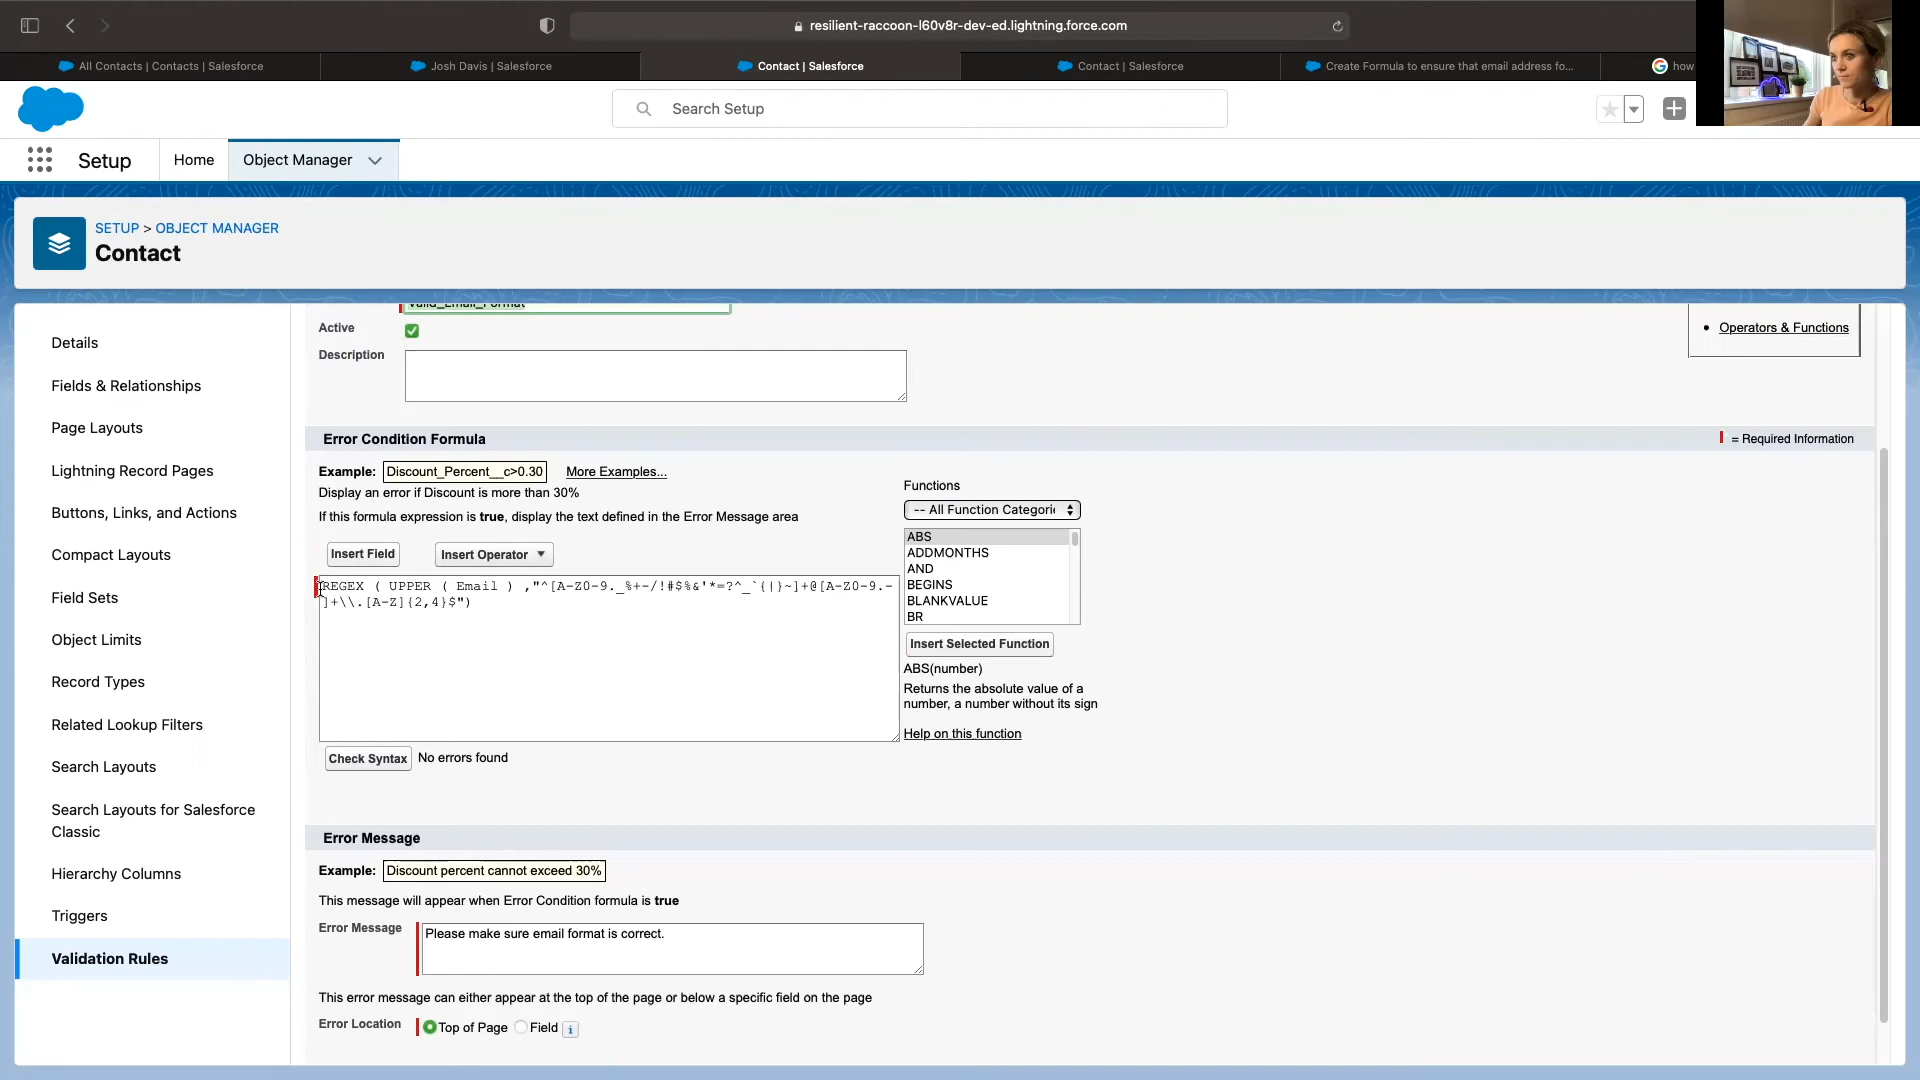 resilient-raccoon-l60v8r-dev-ed.lightning.force.com
All Contacts | Contacts | Salesforce
Josh Davis | Salesforce
Contact | Salesforce
Contact | Salesforce
Create Formula to ensure that email address fo...
how
Search Setup
Setup
Home
Object Manager
SETUP > OBJECT MANAGER
Contact
Details
Fields & Relationships
Page Layouts
Lightning Record Pages
Buttons, Links, and Actions
Compact Layouts
Field Sets
Object Limits
Record Types
Related Lookup Filters
Search Layouts
Search Layouts for Salesforce
Classic
Hierarchy Columns
Triggers
Validation Rules
Valid_Email_Format
Active
Description
• Operators & Functions
Error Condition Formula
= Required Information
Example: Discount_Percent__c>0.30 More Examples...
Display an error if Discount is more than 30%
If this formula expression is true, display the text defined in the Error Message area
Insert Field
Insert Operator
REGEX ( UPPER ( Email ) ,"^[A-Z0-9._%+-/!#$%&'*=?^_`{|}~]+@[A-Z0-9.-
]+\\.[A-Z]{2,4}$")
Check Syntax No errors found
Functions
-- All Function Categori
ABS
ADDMONTHS
AND
BEGINS
BLANKVALUE
BR
Insert Selected Function
ABS(number)
Returns the absolute value of a
number, a number without its sign
Help on this function
Error Message
Example: Discount percent cannot exceed 30%
This message will appear when Error Condition formula is true
Error Message
Please make sure email format is correct.
This error message can either appear at the top of the page or below a specific field on the page
Error Location
Top of Page
Field
i